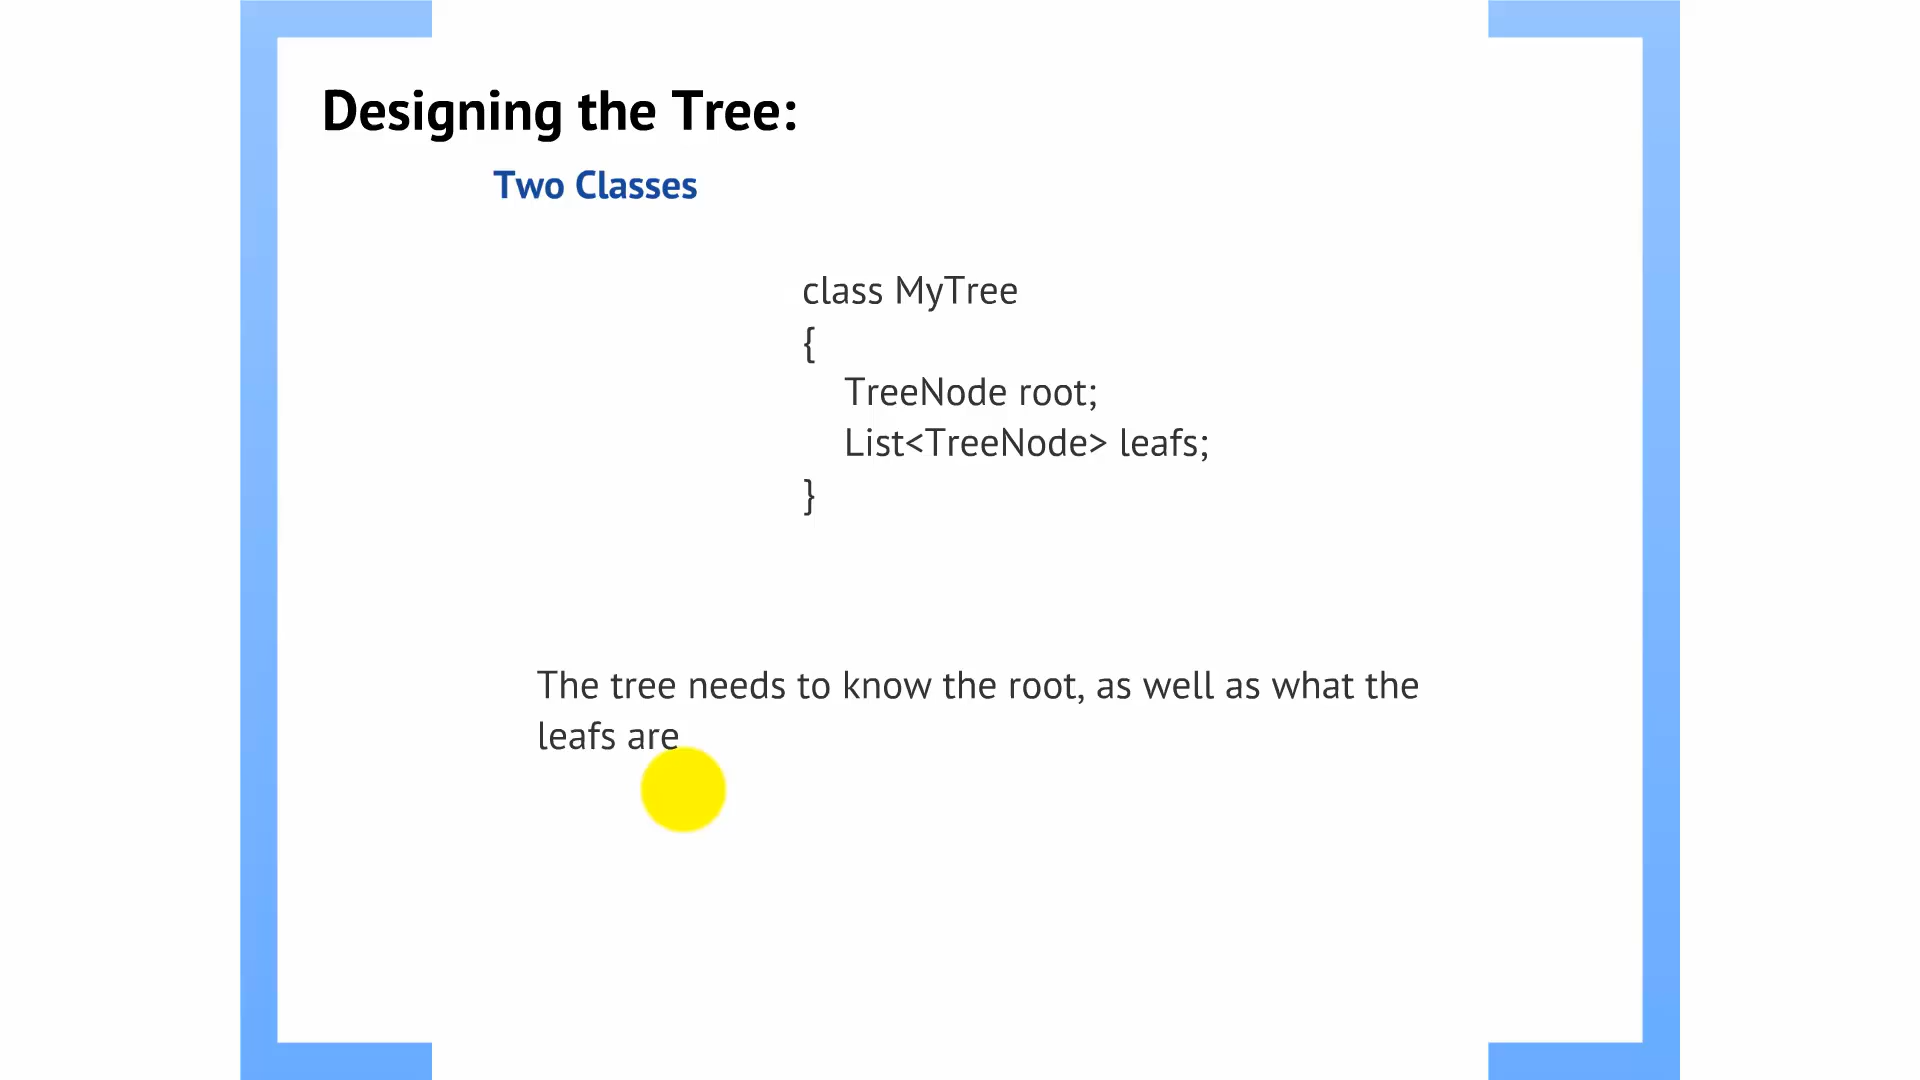 Designing the Tree:
Two Classes
class MyTree
{
TreeNode root;
List<TreeNode> leafs;
}
The tree needs to know the root, as well as what the
leafs are